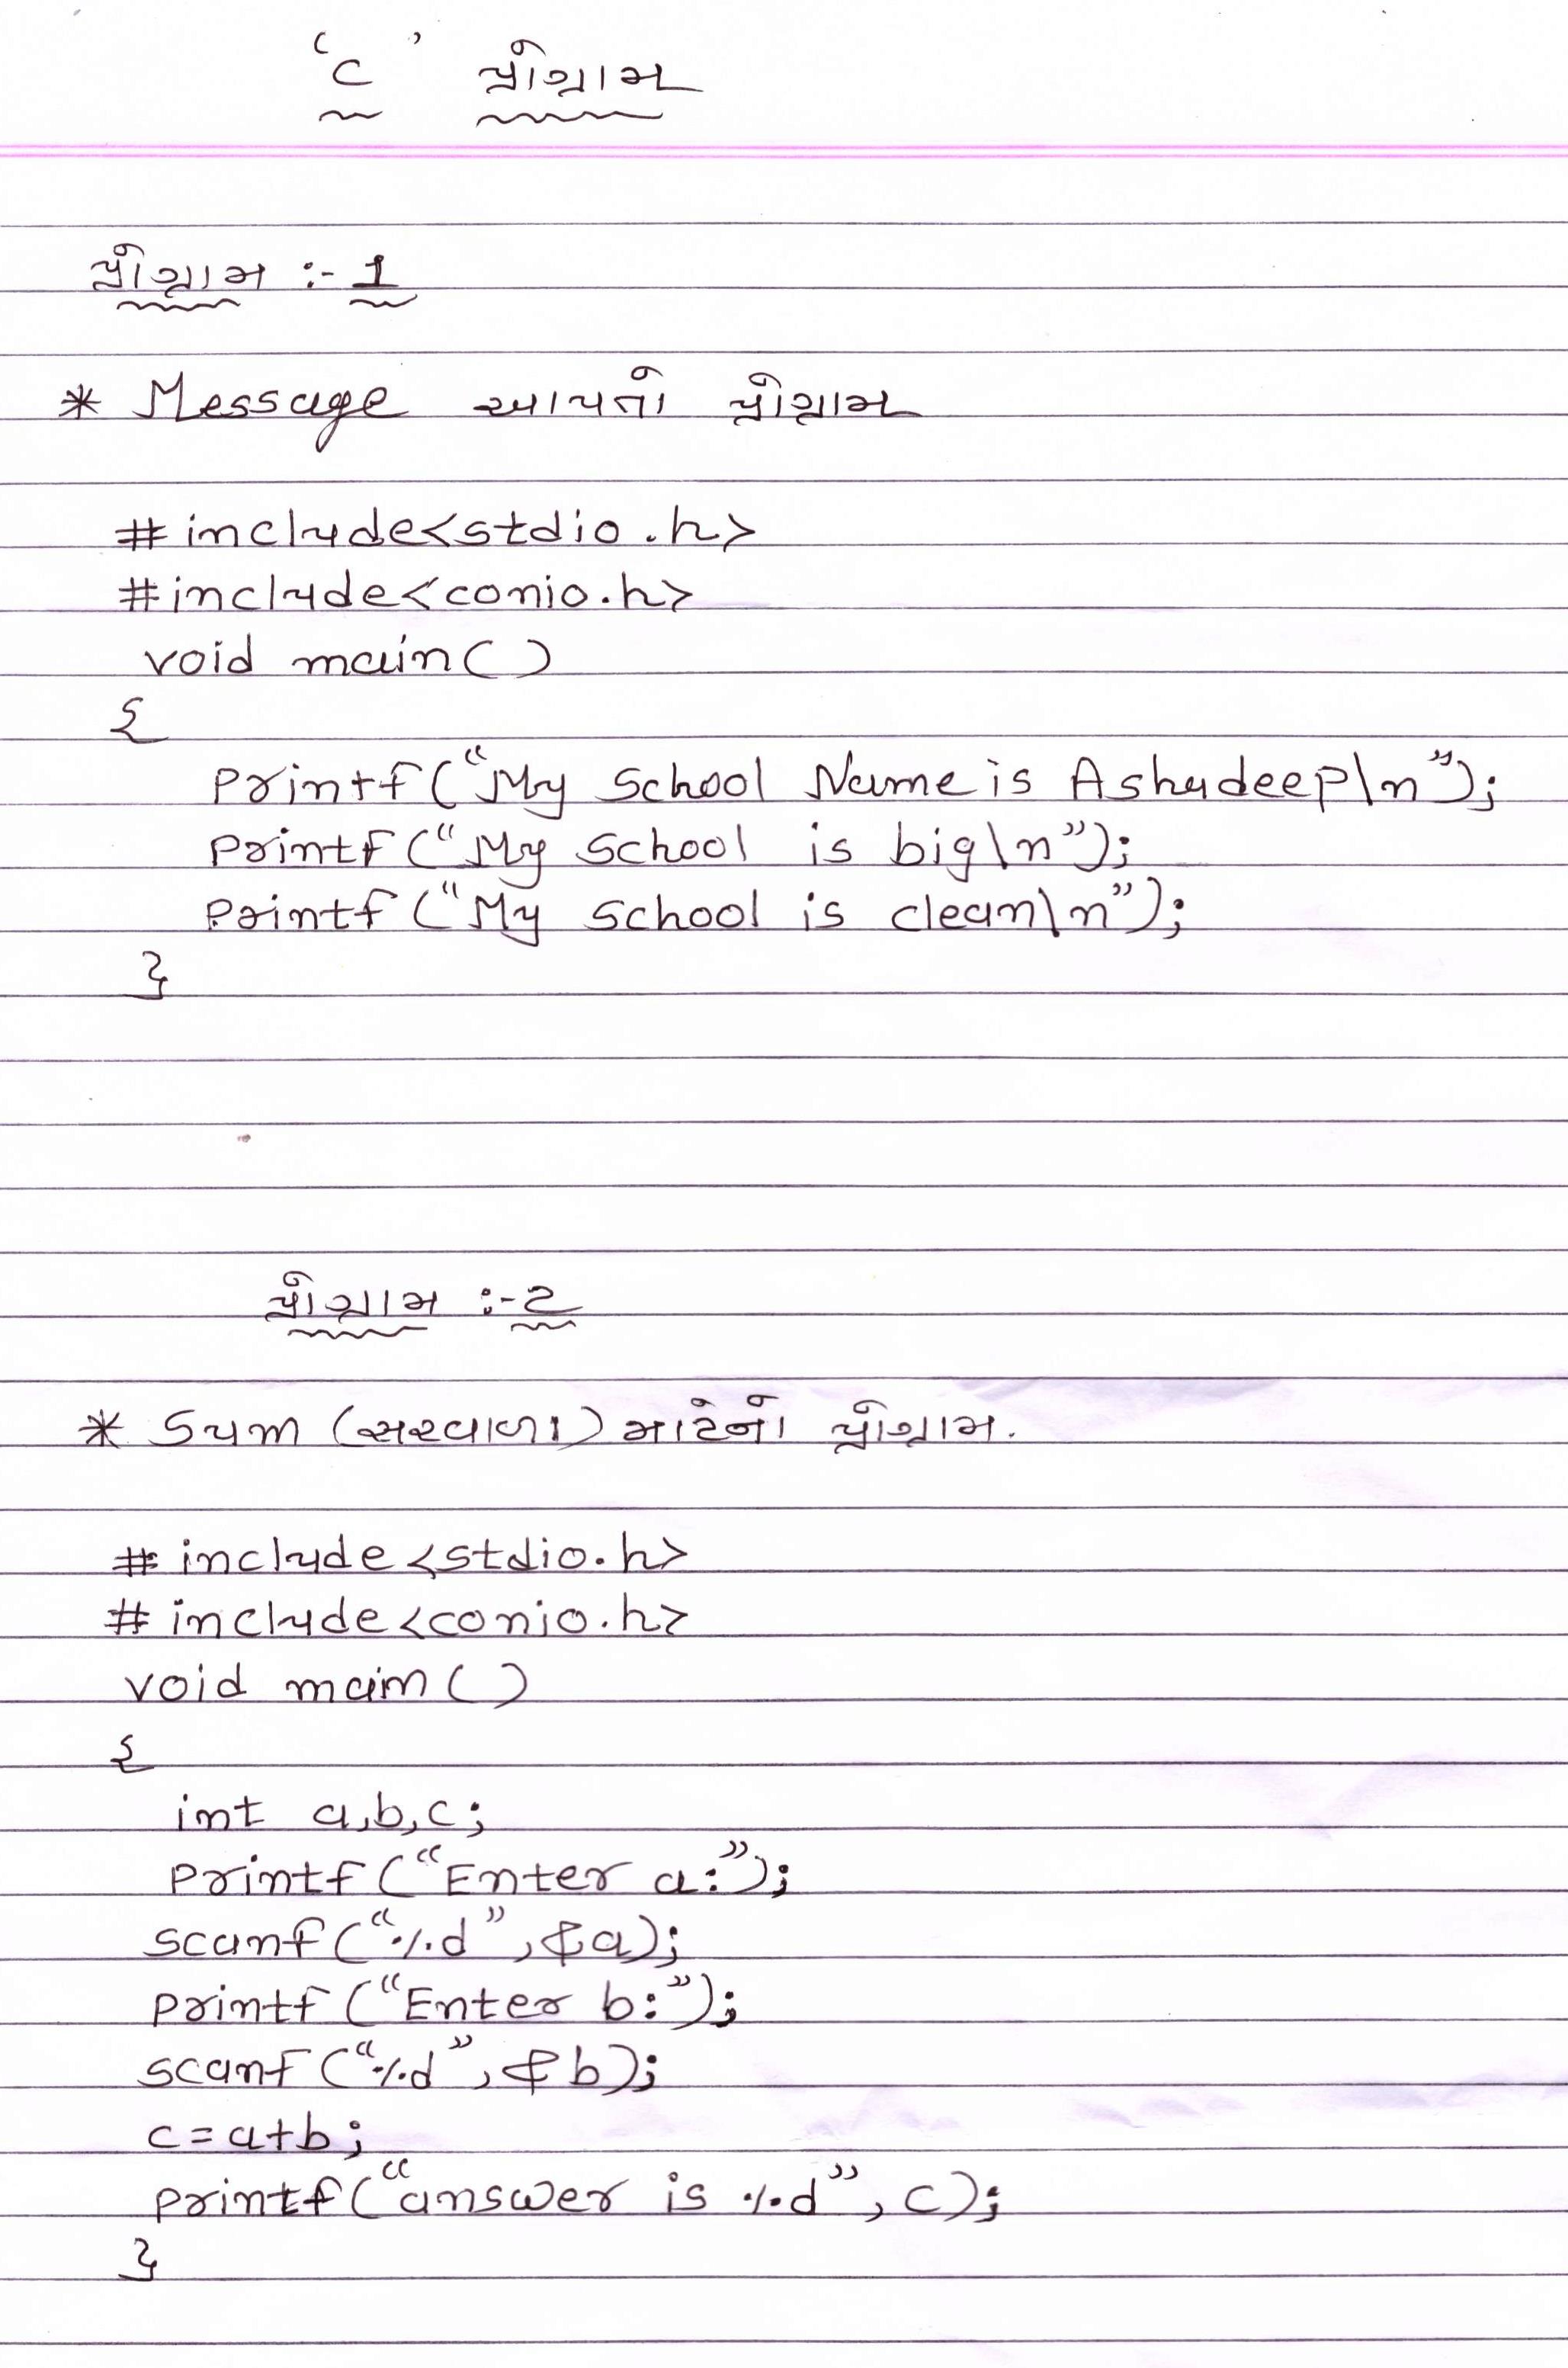 ‘C’ પ્રોગ્રામ
પ્રોગ્રામ :- 1
* Message આપતો પ્રોગ્રામ
# include<stdio.h>
#include<conio.h>
void main()
{
printf("My School Name is Ashadeep\n");
printf("My School is big\n");
printf("My School is clean\n");
}
પ્રોગ્રામ :-2
* Sum (સરવાળા) માટેનો પ્રોગ્રામ.
# include<stdio.h>
# include<conio.h>
void main()
{
int a,b,c;
printf("Enter a:");
scanf("%d",&a);
printf("Enter b:");
scanf("%d",&b);
c=a+b;
printf("answer is %d",c);
}